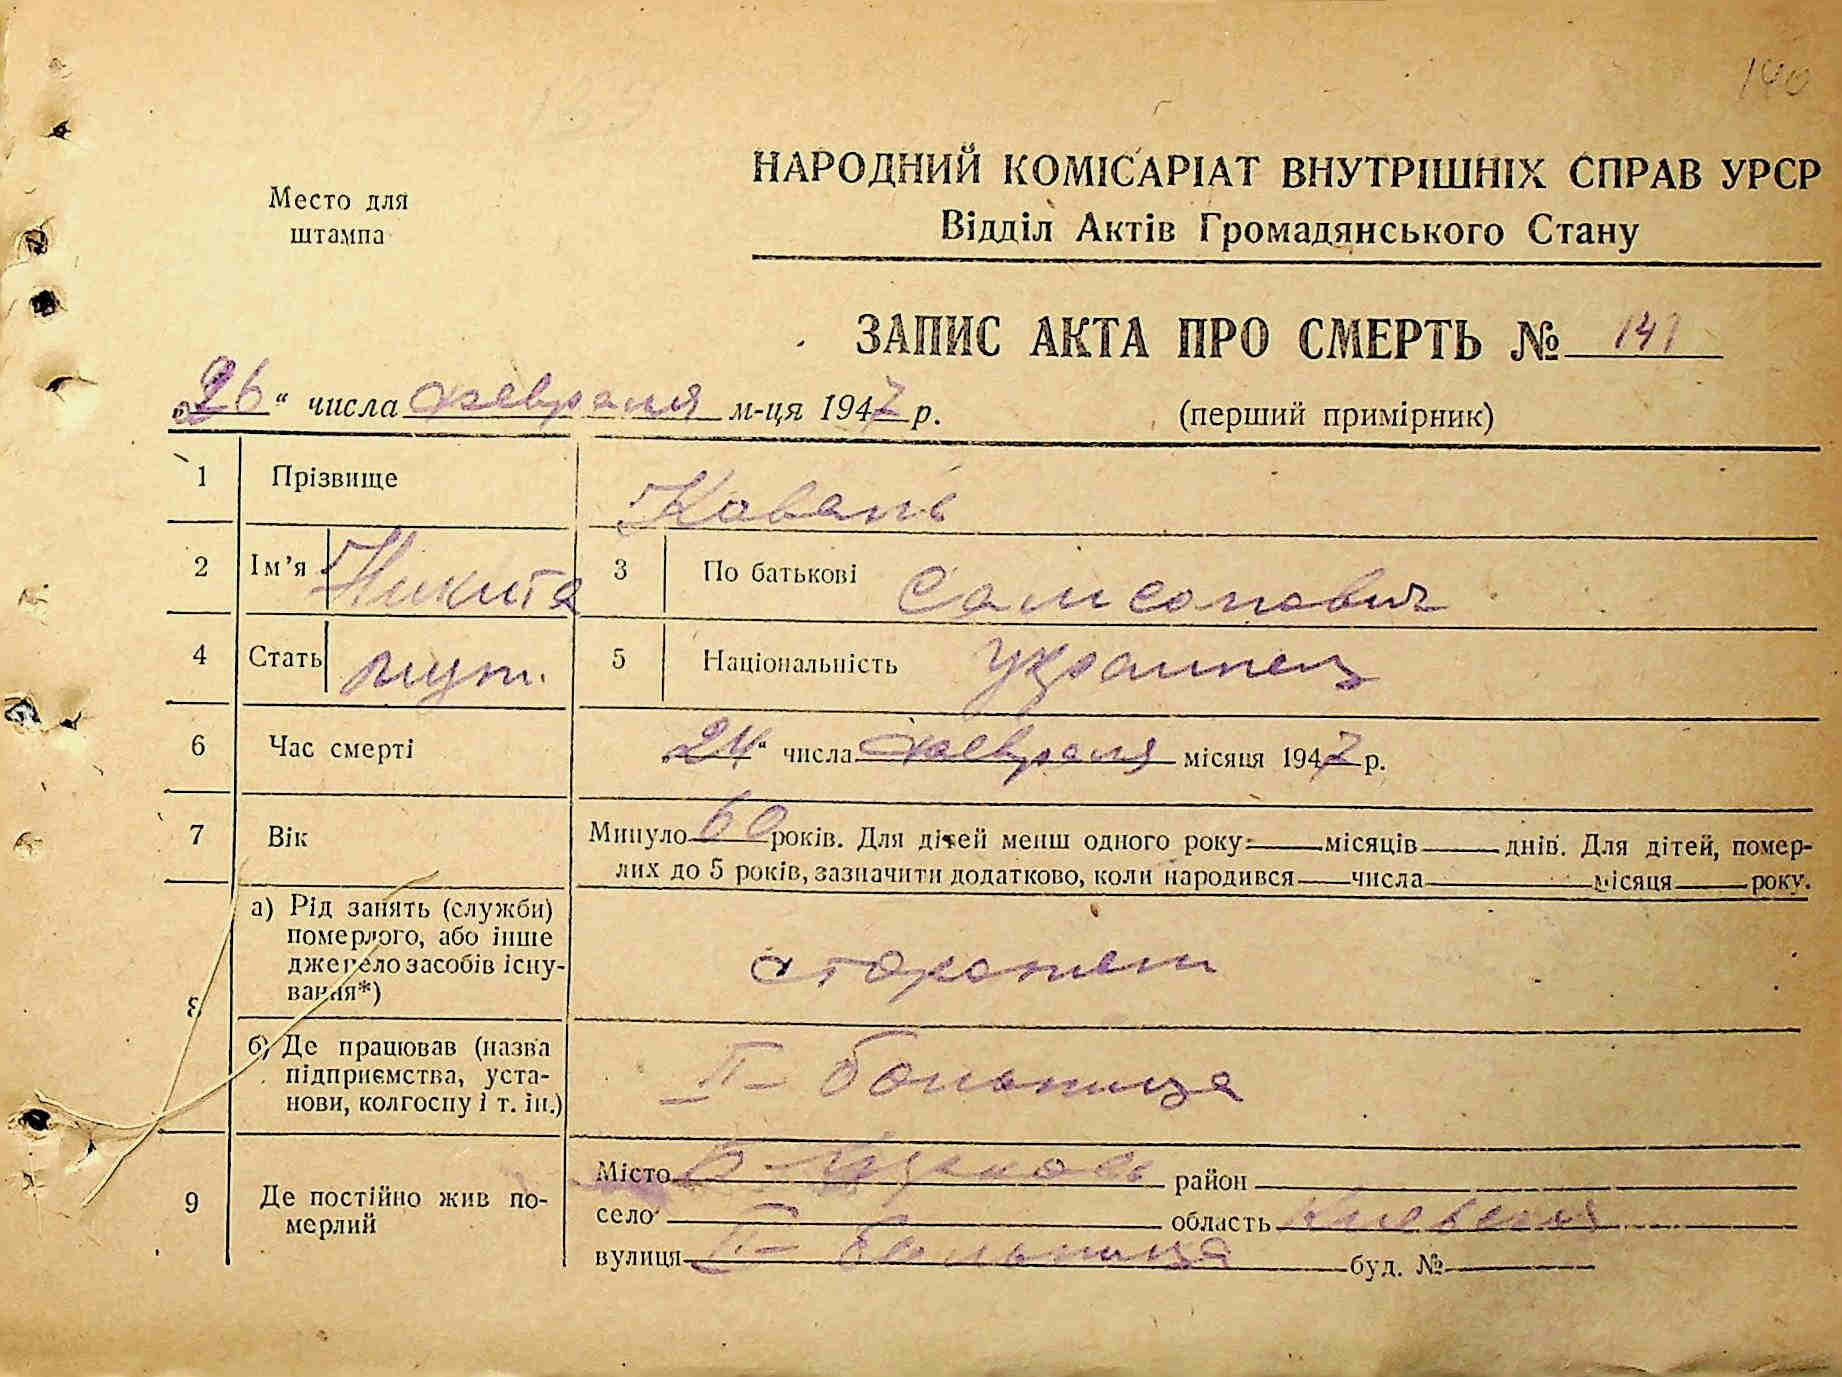 140
Место для
штампа
НАРОДНИЙ КОМІСАРІАТ ВНУТРІШНІХ СПРАВ УРСР
Відділ Актів Громадянського Стану
ЗАПИС АКТА ПРО СМЕРТЬ № 141
„26“ числа февраля м-ця 1947 р.
(перший примірник)
1 Прізвище Ковань
2 Ім’я Никита 3 По батькові Самсонович
4 Стать муж. 5 Національність украинец
6 Час смерті „24“ числа февраля місяця 1947 р.
7 Вік Минуло 60 років. Для дітей менш одного року — місяців — днів. Для дітей, помер-
лих до 5 років, зазначити додатково, коли народився — числа — місяця — року.
8 а) Рід занять (служби)
померлого, або інше
джерело засобів існу-
вання*)
сторожем
б) Де працював (назва
підприємства, уста-
нови, колгоспу і т. ін.)
II – больница
9 Де постійно жив по-
мерлий
Місто Б-Церковь район
село область Киевская
вулиця II – больница буд. №